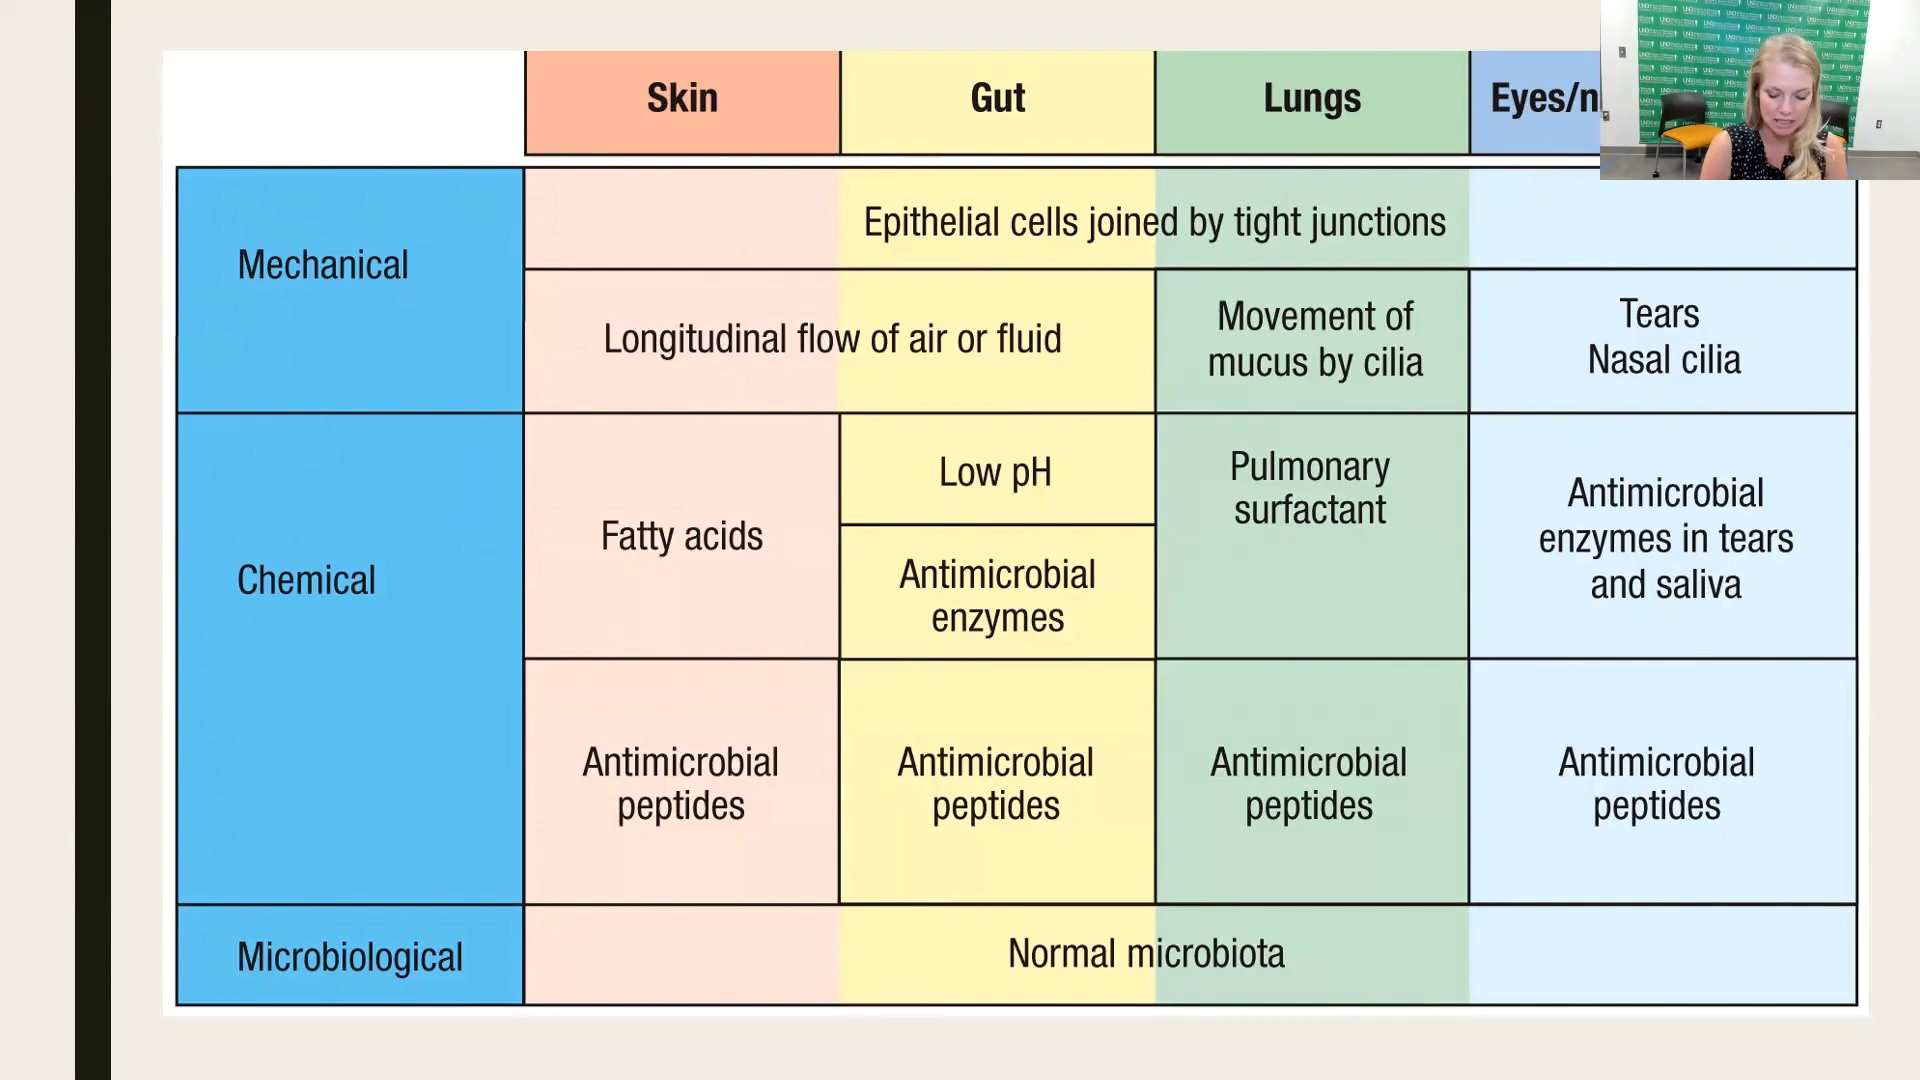 Skin
Gut
Lungs
Mechanical
Epithelial cells joined by tight junctions
Longitudinal flow of air or fluid
Movement of
mucus by cilia
Tears
Nasal cilia
Chemical
Fatty acids
Low pH
Antimicrobial
enzymes
Pulmonary
surfactant
Antimicrobial
enzymes in tears
and saliva
Antimicrobial
peptides
Antimicrobial
peptides
Antimicrobial
peptides
Antimicrobial
peptides
Microbiological
Normal microbiota